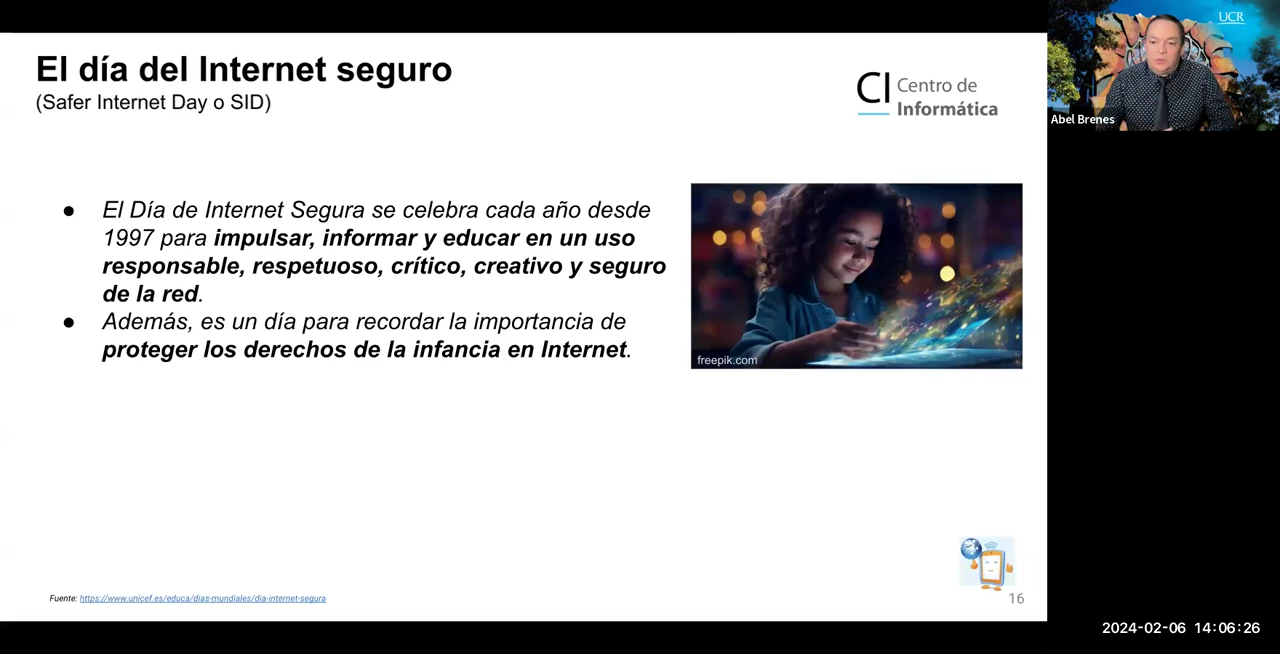 El día del Internet seguro
(Safer Internet Day o SID)
CI Centro de
Informática
● El Día de Internet Segura se celebra cada año desde
1997 para impulsar, informar y educar en un uso
responsable, respetuoso, crítico, creativo y seguro
de la red.
● Además, es un día para recordar la importancia de
proteger los derechos de la infancia en Internet.
freepik.com
Fuente: https://www.unicef.es/educa/dias-mundiales/dia-internet-segura
16
UCR
Abel Brenes
2024-02-06 14:06:26